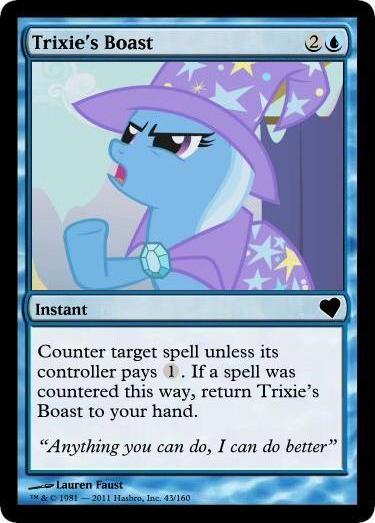 Trixie's Boast 2
Instant
Counter target spell unless its
controller pays 1. If a spell was
countered this way, return Trixie's
Boast to your hand.
“Anything you can do, I can do better”
Lauren Faust
™ & © 1981 — 2011 Hasbro, Inc. 43/160